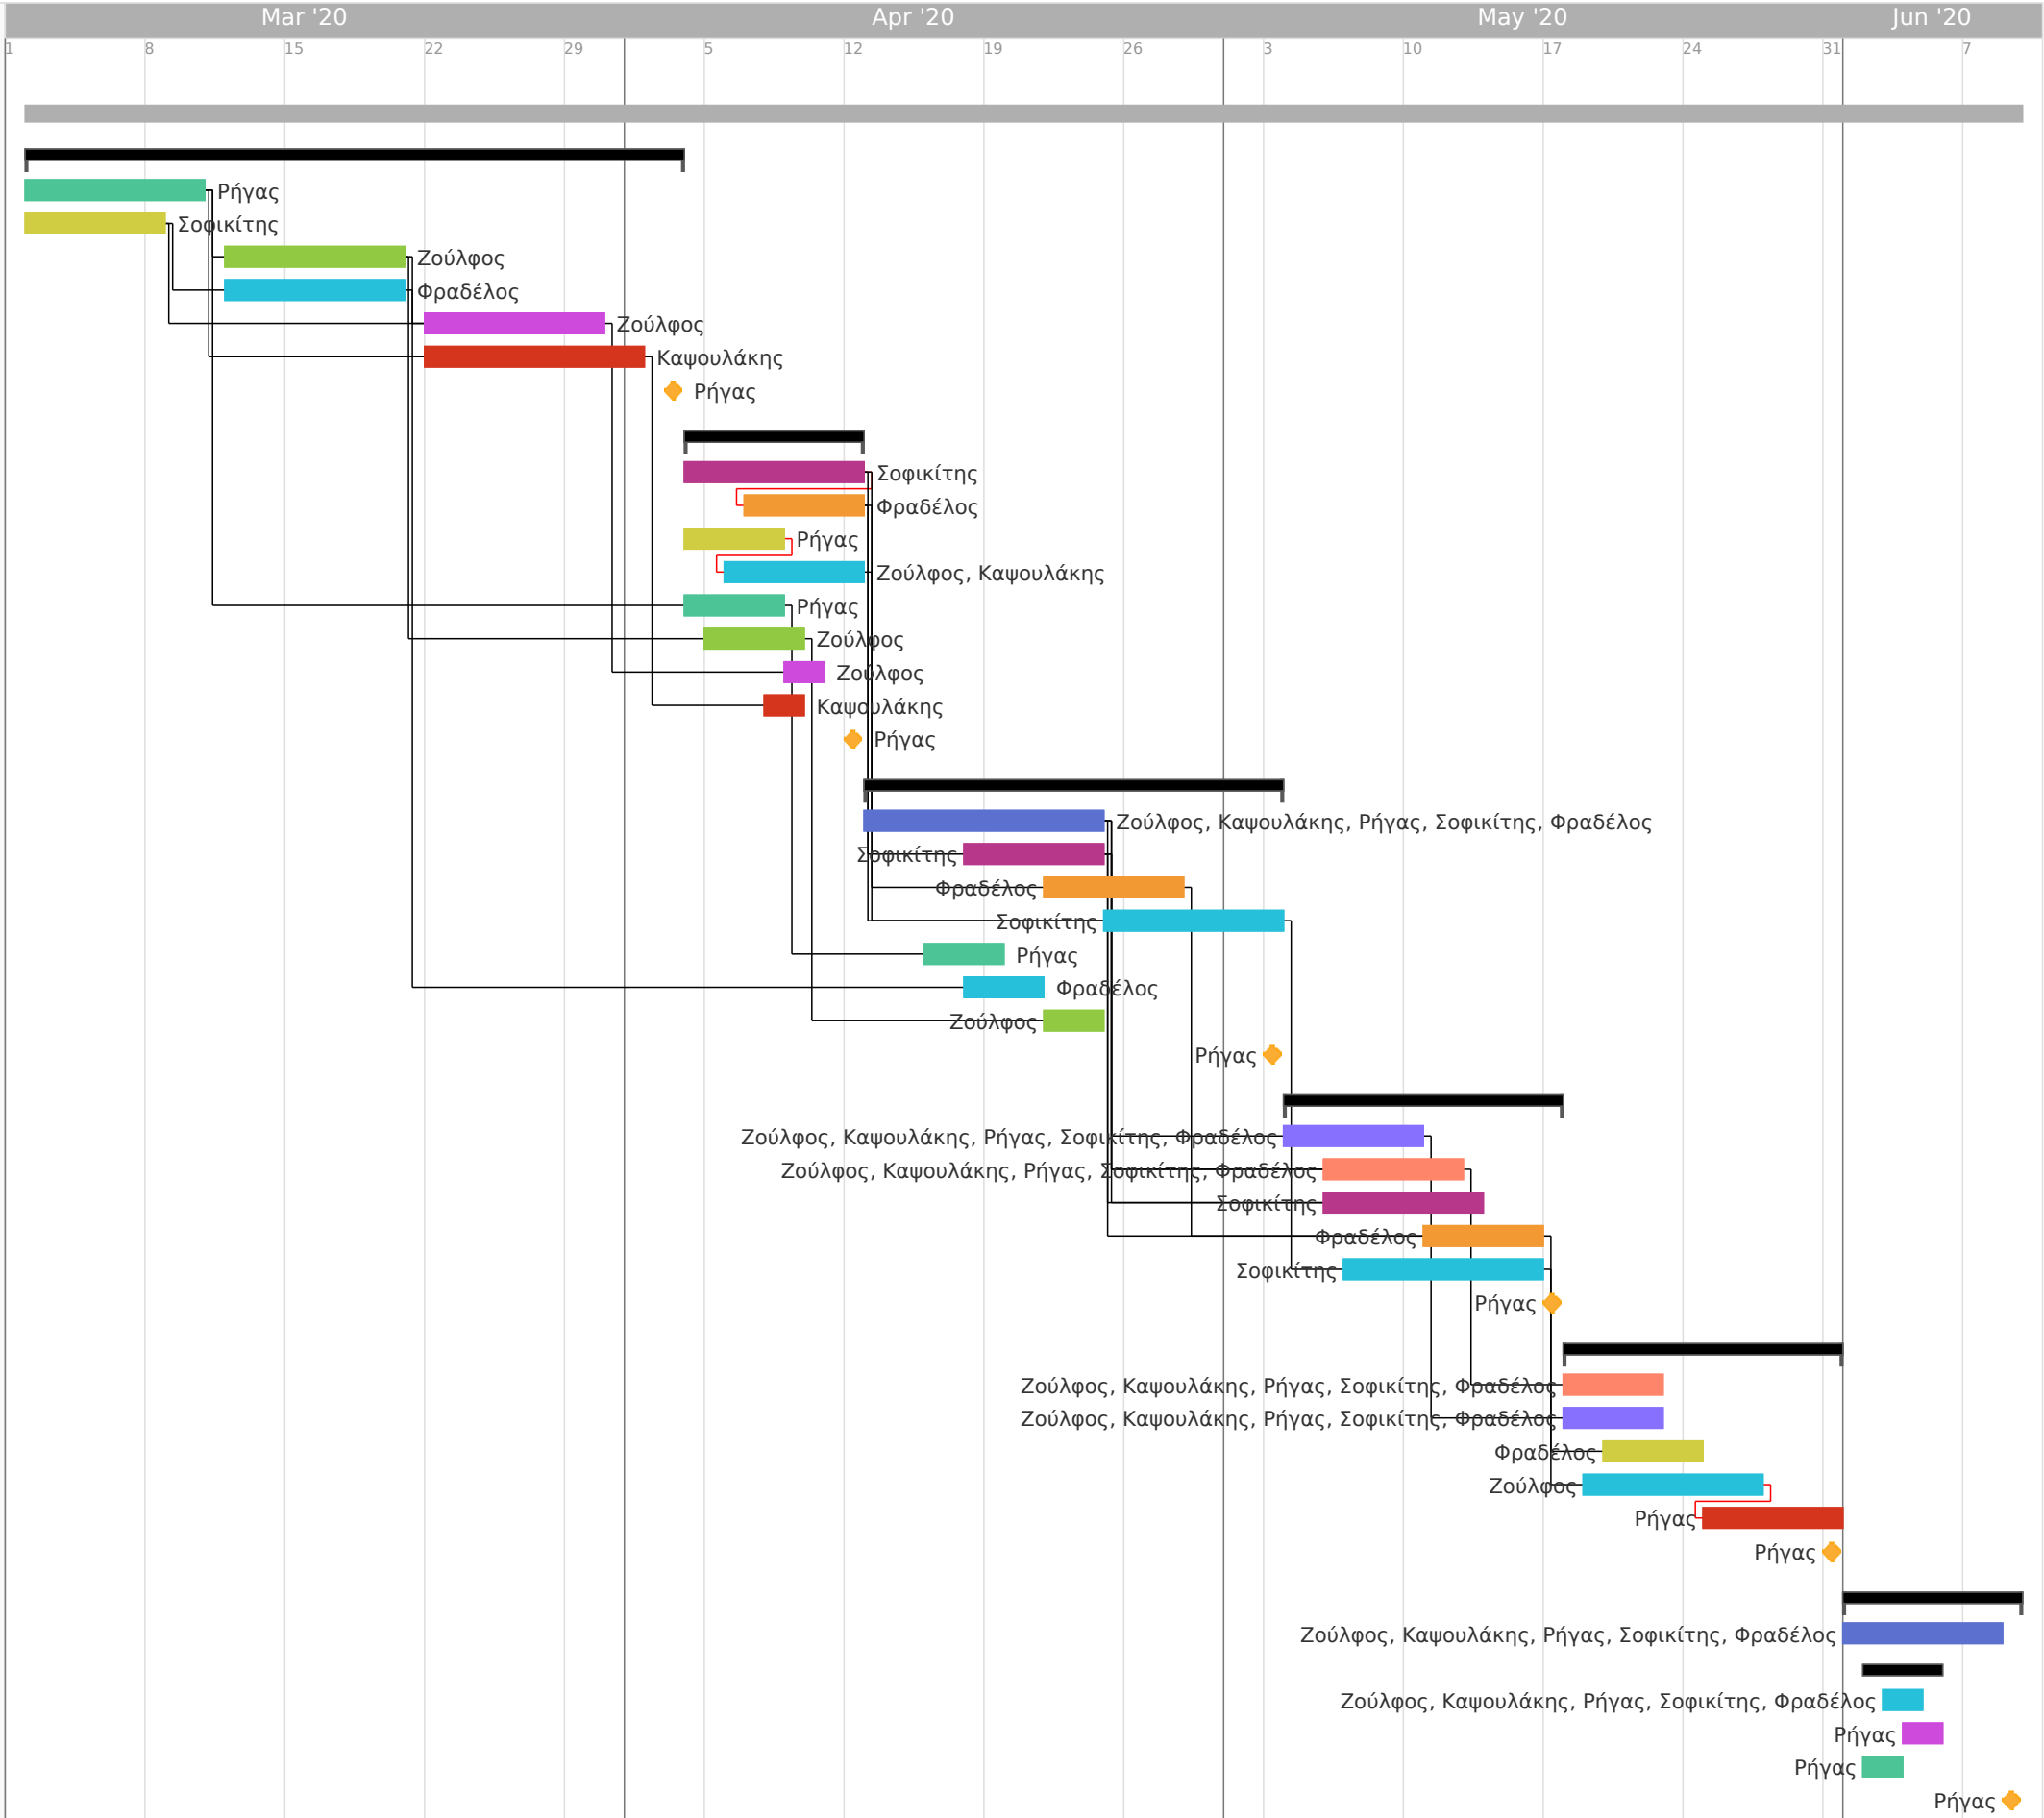 Mar '20 Apr '20 May '20 Jun '20
1 8 15 22 29 5 12 19 26 3 10 17 24 31 7
Ρήγας
Σοφικίτης
Ζούλφος
Φραδέλος
Ζούλφος
Καψουλάκης
Ρήγας
Σοφικίτης
Φραδέλος
Ρήγας
Ζούλφος, Καψουλάκης
Ρήγας
Ζούλφος
Ζούλφος
Καψουλάκης
Ρήγας
Ζούλφος, Καψουλάκης, Ρήγας, Σοφικίτης, Φραδέλος
Σοφικίτης
Φραδέλος
Σοφικίτης
Ρήγας
Φραδέλος
Ζούλφος
Ρήγας
Ζούλφος, Καψουλάκης, Ρήγας, Σοφικίτης, Φραδέλος
Ζούλφος, Καψουλάκης, Ρήγας, Σοφικίτης, Φραδέλος
Σοφικίτης
Φραδέλος
Σοφικίτης
Ρήγας
Ζούλφος, Καψουλάκης, Ρήγας, Σοφικίτης, Φραδέλος
Ζούλφος, Καψουλάκης, Ρήγας, Σοφικίτης, Φραδέλος
Φραδέλος
Ζούλφος
Ρήγας
Ρήγας
Ζούλφος, Καψουλάκης, Ρήγας, Σοφικίτης, Φραδέλος
Ζούλφος, Καψουλάκης, Ρήγας, Σοφικίτης, Φραδέλος
Ρήγας
Ρήγας
Ρήγας